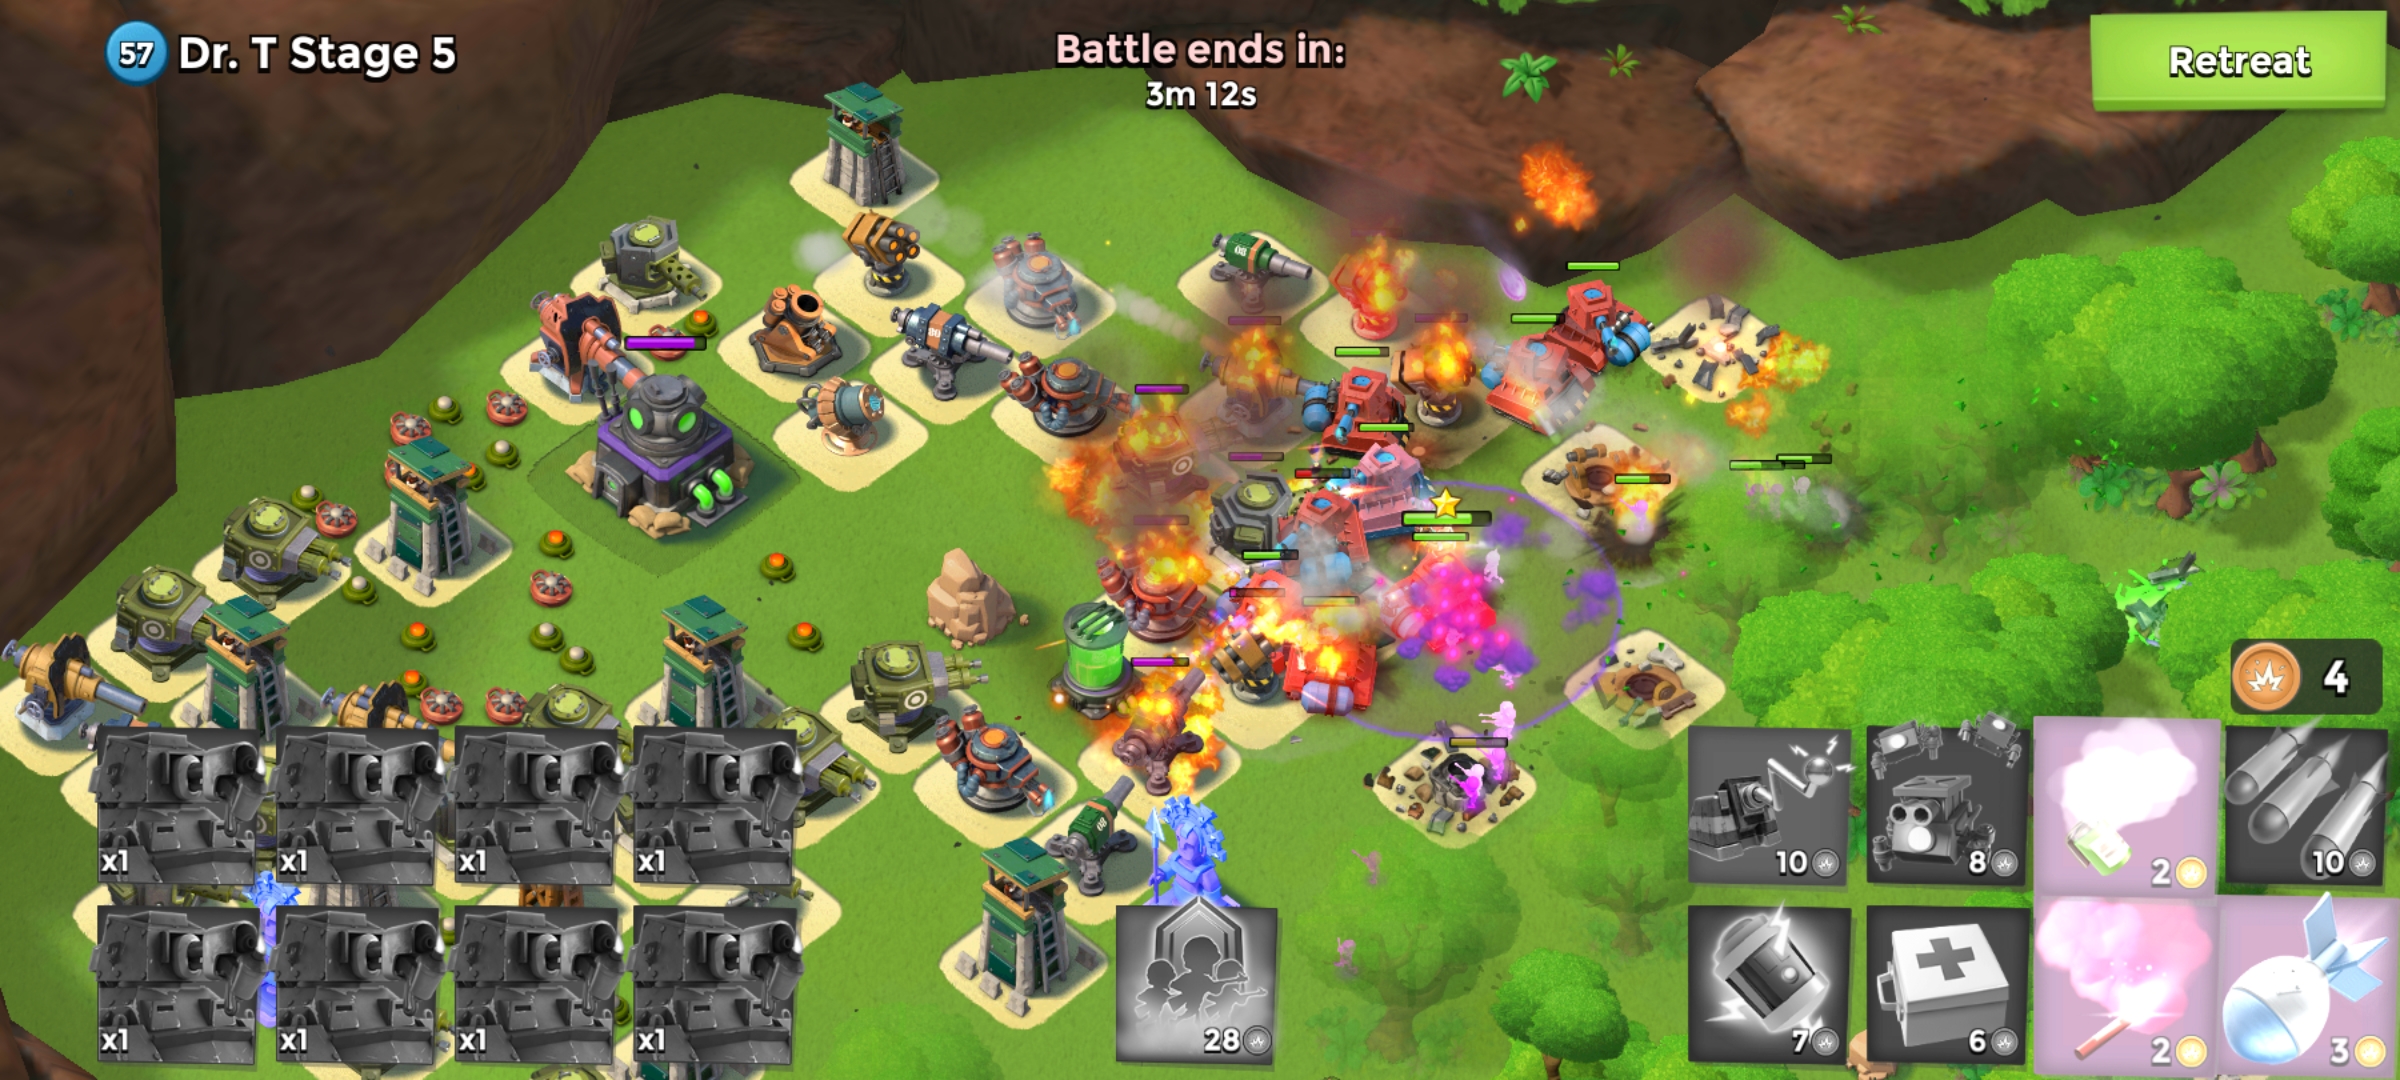 57 Dr. T Stage 5
Battle ends in:
3m 12s
Retreat
4
x1 x1 x1 x1
10 8 2 10
x1 x1 x1 x1
28
7 6 2 3